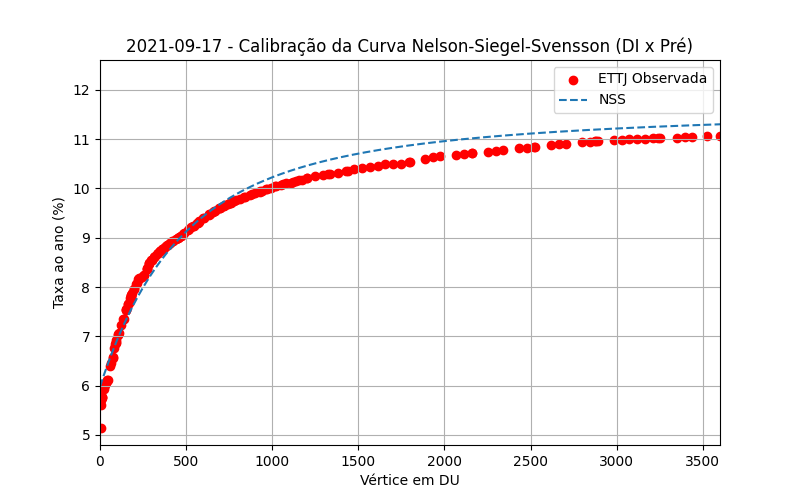 2021-09-17 - Calibração da Curva Nelson-Siegel-Svensson (DI x Pré)
ETTJ Observada
NSS
Taxa ao ano (%)
12
11
10
9
8
7
6
5
0 500 1000 1500 2000 2500 3000 3500
Vértice em DU